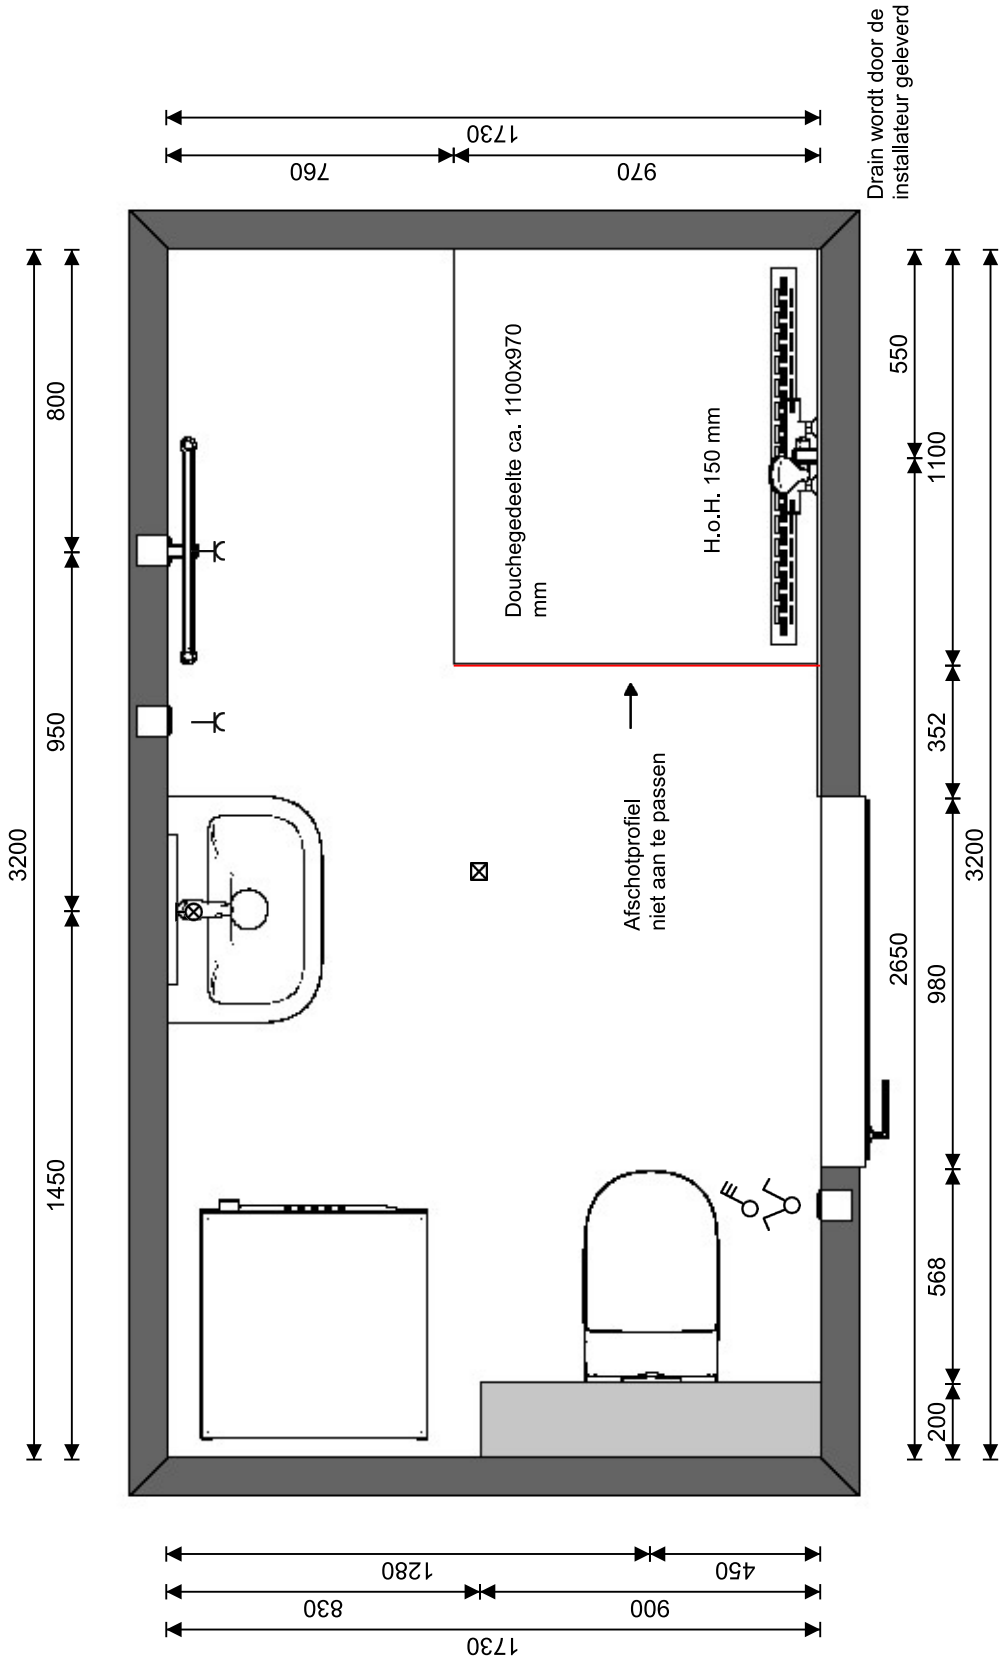 Drain wordt door de
installateur geleverd
1730
760
970
3200
800
950
1450
Douchegedeelte ca. 1100x970
mm
H.o.H. 150 mm
Afschotprofiel
niet aan te passen
550
2650
1100
352
980
568
200
3200
1280
450
830
900
1730